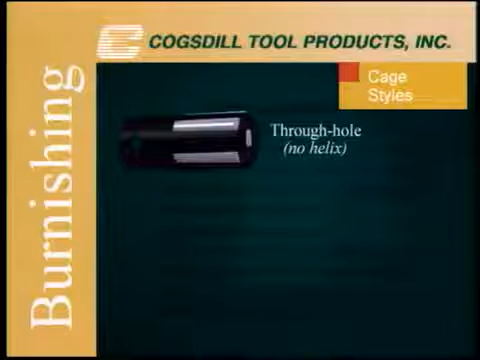 COGSDILL TOOL PRODUCTS, INC.
Cage
Styles
Burnishing
Through-hole
(no helix)